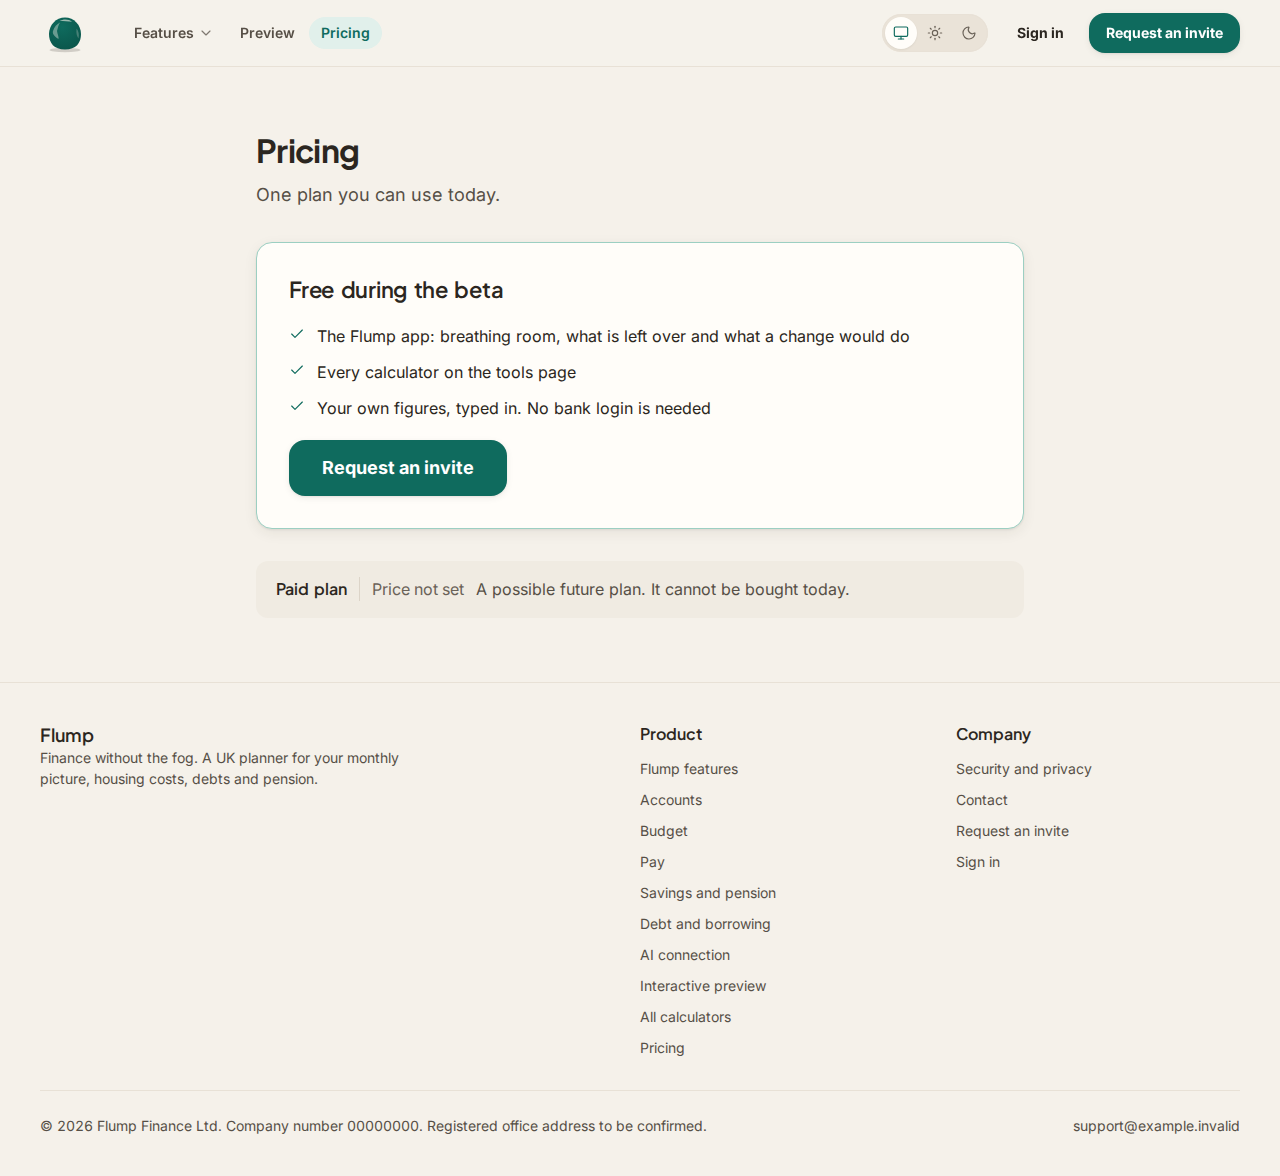 Features
Preview
Pricing
Sign in
Request an invite
Pricing
One plan you can use today.
Free during the beta
The Flump app: breathing room, what is left over and what a change would do
Every calculator on the tools page
Your own figures, typed in. No bank login is needed
Request an invite
Paid plan
Price not set
A possible future plan. It cannot be bought today.
Flump
Finance without the fog. A UK planner for your monthly
picture, housing costs, debts and pension.
Product
Flump features
Accounts
Budget
Pay
Savings and pension
Debt and borrowing
AI connection
Interactive preview
All calculators
Pricing
Company
Security and privacy
Contact
Request an invite
Sign in
© 2026 Flump Finance Ltd. Company number 00000000. Registered office address to be confirmed.
support@example.invalid